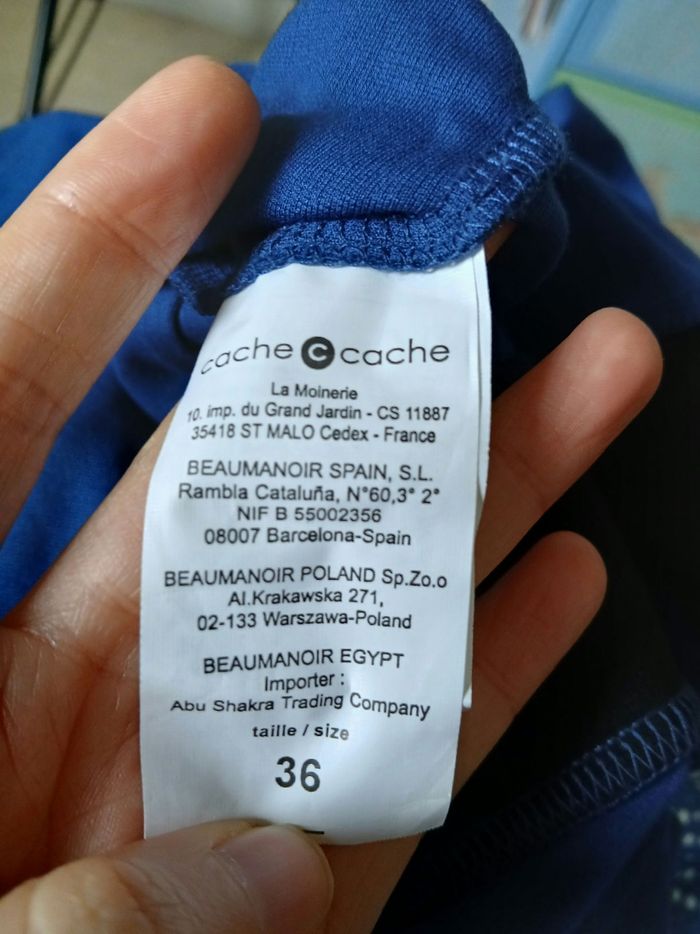 cache c cache
La Moinerie
10. imp. du Grand Jardin - CS 11887
35418 ST MALO Cedex - France
BEAUMANOIR SPAIN, S.L.
Rambla Cataluña, N°60,3° 2°
NIF B 55002356
08007 Barcelona-Spain
BEAUMANOIR POLAND Sp.Zo.o
Al.Krakawska 271,
02-133 Warszawa-Poland
BEAUMANOIR EGYPT
Importer :
Abu Shakra Trading Company
taille / size
36